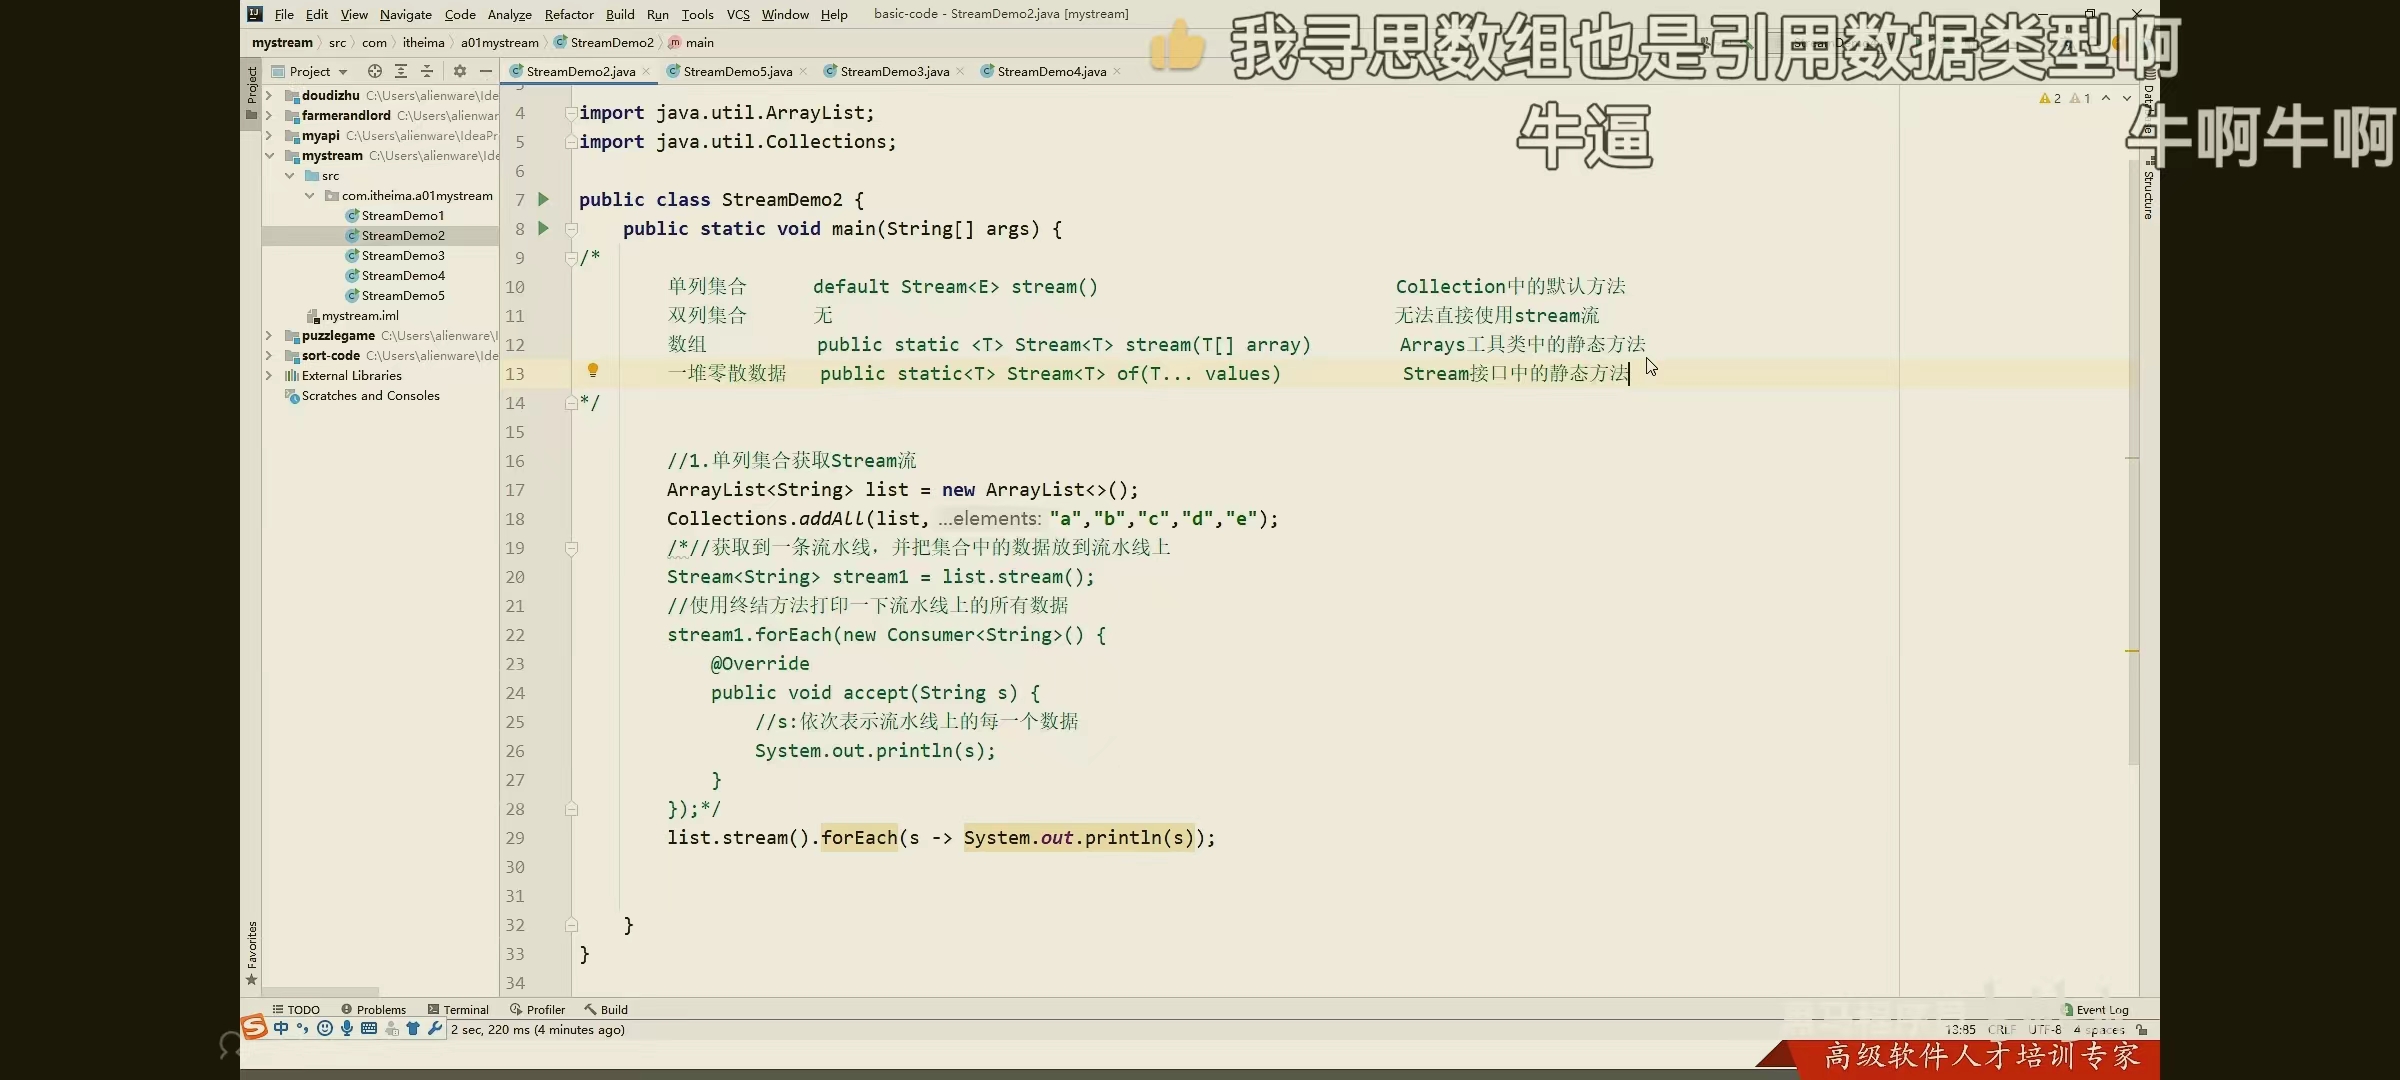 File Edit View Navigate Code Analyze Refactor Build Run Tools VCS Window Help basic-code - StreamDemo2.java [mystream]
我寻思数组也是引用数据类型啊
mystream src com itheima a01mystream StreamDemo2 main
Project StreamDemo2.java StreamDemo5.java StreamDemo3.java StreamDemo4.java
Project
牛逼
牛啊牛啊
2 1
Structure
doudizhu C:\Users\alienware\Ide
farmerandlord C:\Users\alienwar
myapi C:\Users\alienware\IdeaPr
mystream C:\Users\alienware\Ide
src
com.itheima.a01mystream
StreamDemo1
StreamDemo2
StreamDemo3
StreamDemo4
StreamDemo5
mystream.iml
puzzlegame C:\Users\alienware\I
sort-code C:\Users\alienware\Ide
External Libraries
Scratches and Consoles
4 import java.util.ArrayList;
5 import java.util.Collections;
6
7 public class StreamDemo2 {
8 public static void main(String[] args) {
9 /*
10 单列集合 default Stream<E> stream() Collection中的默认方法
11 双列集合 无 无法直接使用stream流
12 数组 public static <T> Stream<T> stream(T[] array) Arrays工具类中的静态方法
13 一堆零散数据 public static<T> Stream<T> of(T... values) Stream接口中的静态方法
14 */
15
16 //1.单列集合获取Stream流
17 ArrayList<String> list = new ArrayList<>();
18 Collections.addAll(list, ...elements: "a","b","c","d","e");
19 /*//获取到一条流水线，并把集合中的数据放到流水线上
20 Stream<String> stream1 = list.stream();
21 //使用终结方法打印一下流水线上的所有数据
22 stream1.forEach(new Consumer<String>() {
23 @Override
24 public void accept(String s) {
25 //s:依次表示流水线上的每一个数据
26 System.out.println(s);
27 }
28 });*/
29 list.stream().forEach(s -> System.out.println(s));
30
31
32 }
33 }
34
Favorites
TODO Problems Terminal Profiler Build Event Log
中 2 sec, 220 ms (4 minutes ago) 13:85 CRLF UTF-8 4 spaces
高级软件人才培训专家